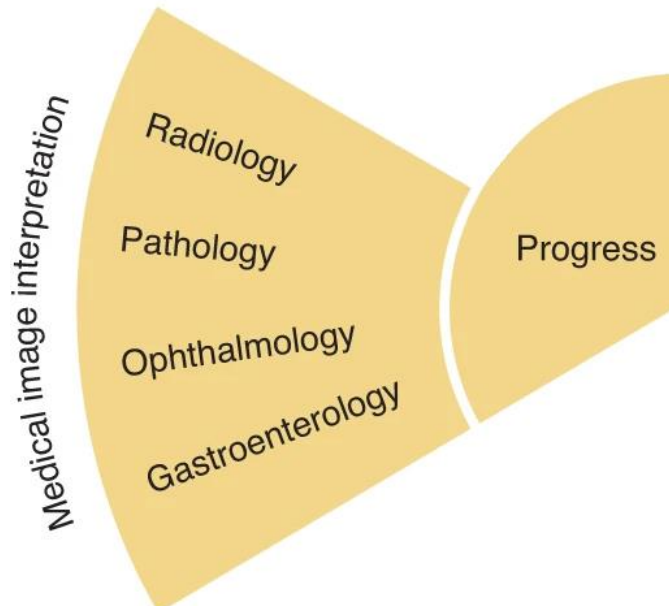 Medical image interpretation
Radiology
Pathology
Ophthalmology
Gastroenterology
Progress